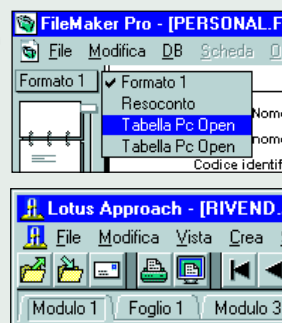 FileMaker Pro - [PERSONAL.F
File Modifica DB Scheda
Formato 1
Formato 1
Resoconto
Tabella Pc Open
Tabella Pc Open
Nome
nome
Codice identif
Lotus Approach - [RIVEND.
File Modifica Vista Crea
Modulo 1 Foglio 1 Modulo 3